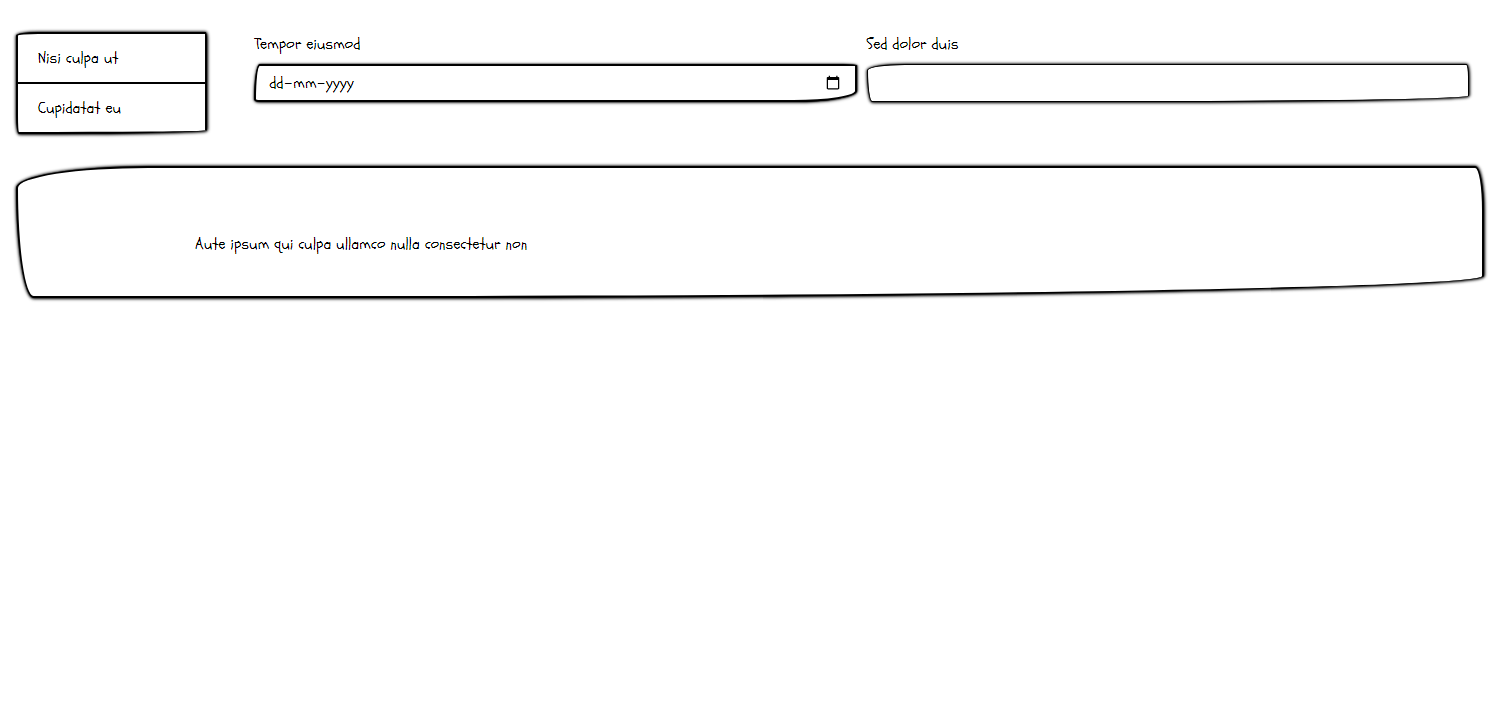 Nisi culpa ut
Cupidatat eu
Tempor eiusmod
dd-mm-yyyy
Sed dolor duis
Aute ipsum qui culpa ullamco nulla consectetur non